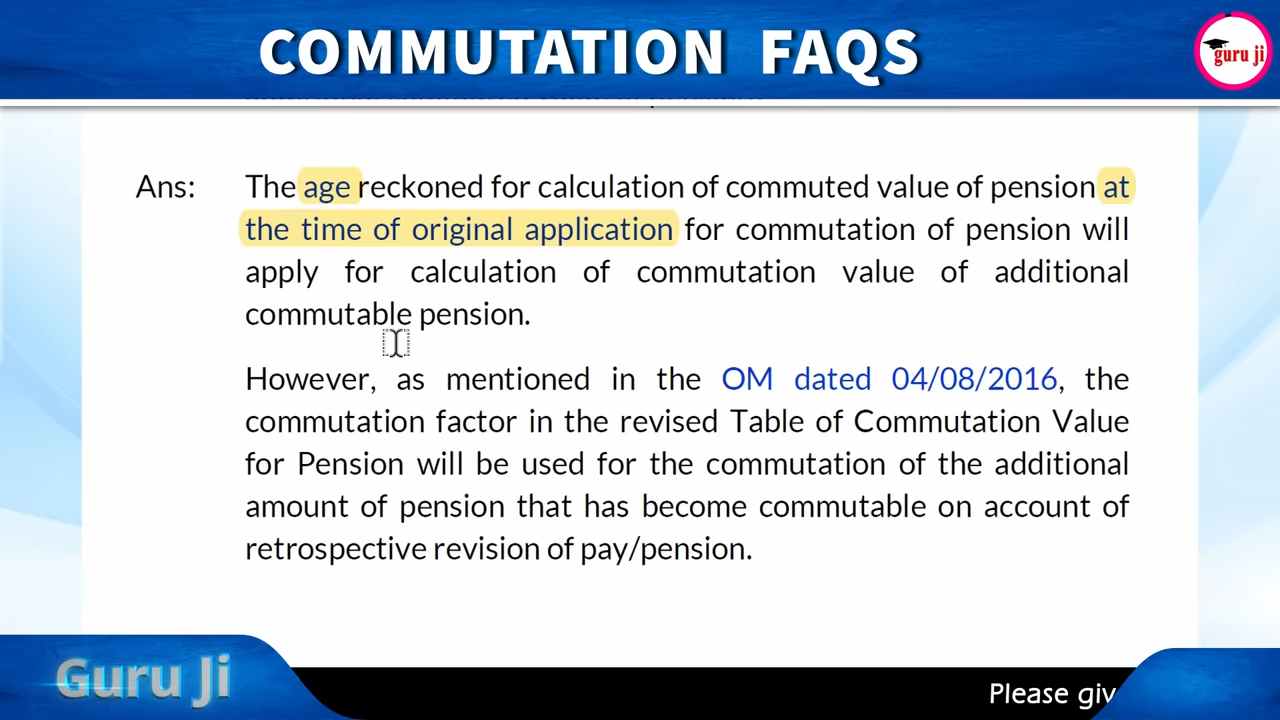 COMMUTATION FAQS
guru ji
Ans: The age reckoned for calculation of commuted value of pension at
the time of original application for commutation of pension will
apply for calculation of commutation value of additional
commutable pension.
However, as mentioned in the OM dated 04/08/2016, the
commutation factor in the revised Table of Commutation Value
for Pension will be used for the commutation of the additional
amount of pension that has become commutable on account of
retrospective revision of pay/pension.
Guru Ji
Please giv